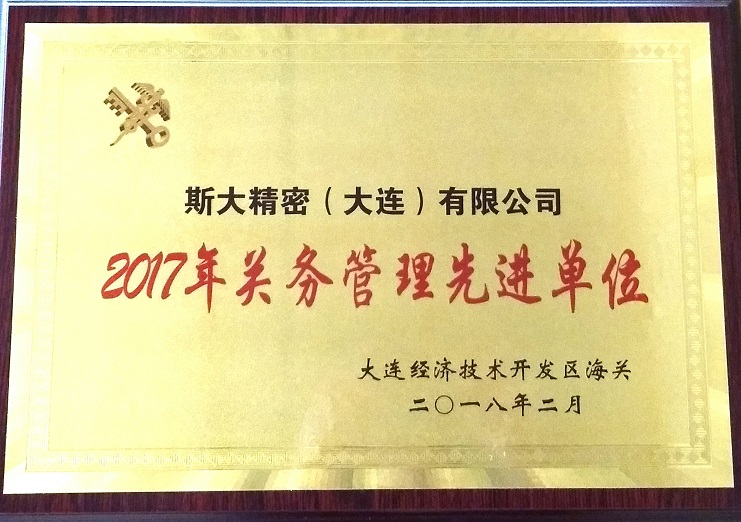 斯大精密（大连）有限公司
2017年关务管理先进单位
大连经济技术开发区海关
二〇一八年二月